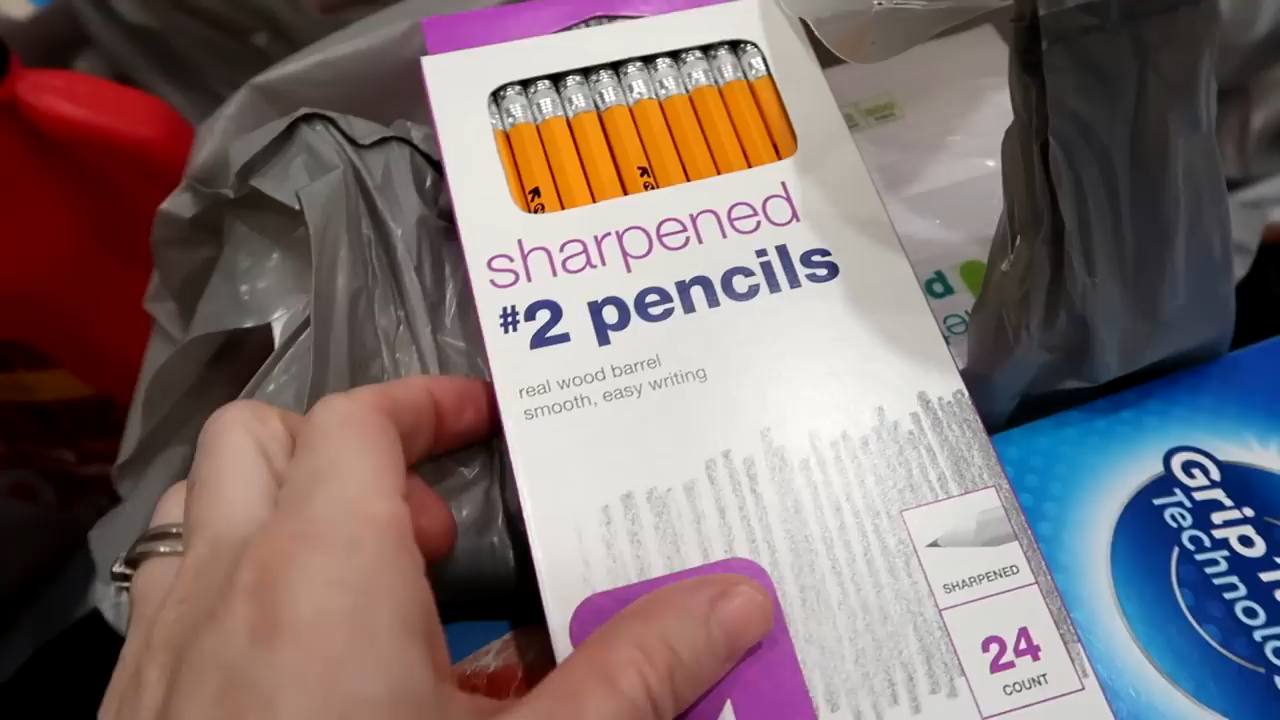 sharpened
#2 pencils
real wood barrel
smooth, easy writing
SHARPENED
24
COUNT
Grip
Technolo